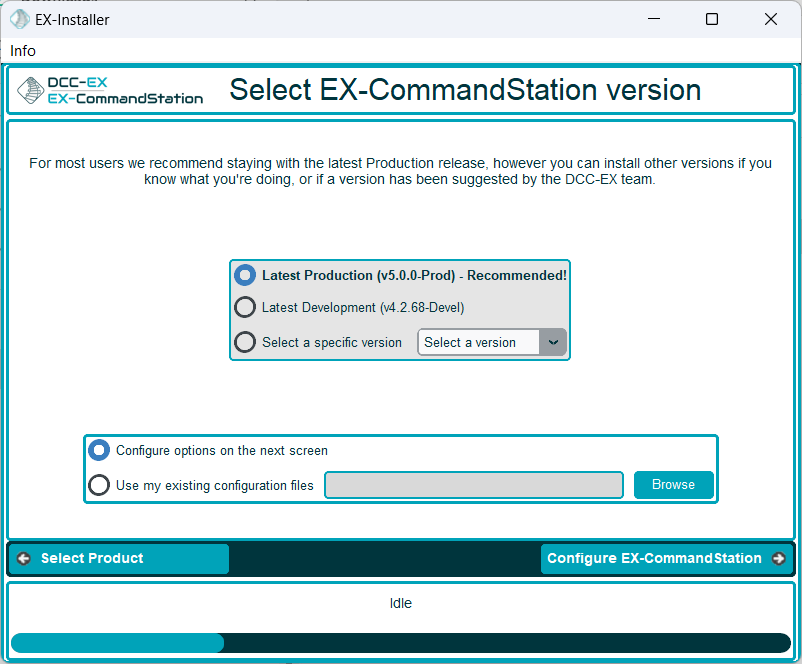 EX-Installer
Info
DCC-EX
EX-CommandStation
Select EX-CommandStation version
For most users we recommend staying with the latest Production release, however you can install other versions if you
know what you're doing, or if a version has been suggested by the DCC-EX team.
Latest Production (v5.0.0-Prod) - Recommended!
Latest Development (v4.2.68-Devel)
Select a specific version
Select a version
Configure options on the next screen
Use my existing configuration files
Browse
Select Product
Configure EX-CommandStation
Idle